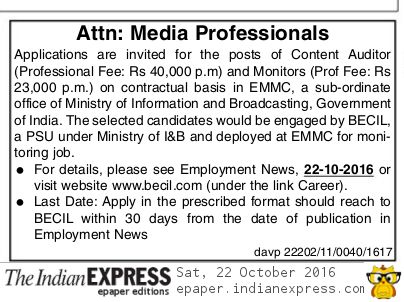 Attn: Media Professionals
Applications are invited for the posts of Content Auditor
(Professional Fee: Rs 40,000 p.m) and Monitors (Prof Fee: Rs
23,000 p.m.) on contractual basis in EMMC, a sub-ordinate
office of Ministry of Information and Broadcasting, Government
of India. The selected candidates would be engaged by BECIL,
a PSU under Ministry of I&B and deployed at EMMC for moni-
toring job.
● For details, please see Employment News, 22-10-2016 or
visit website www.becil.com (under the link Career).
● Last Date: Apply in the prescribed format should reach to
BECIL within 30 days from the date of publication in
Employment News
davp 22202/11/0040/1617
The Indian EXPRESS Sat, 22 October 2016
epaper editions epaper.indianexpress.com